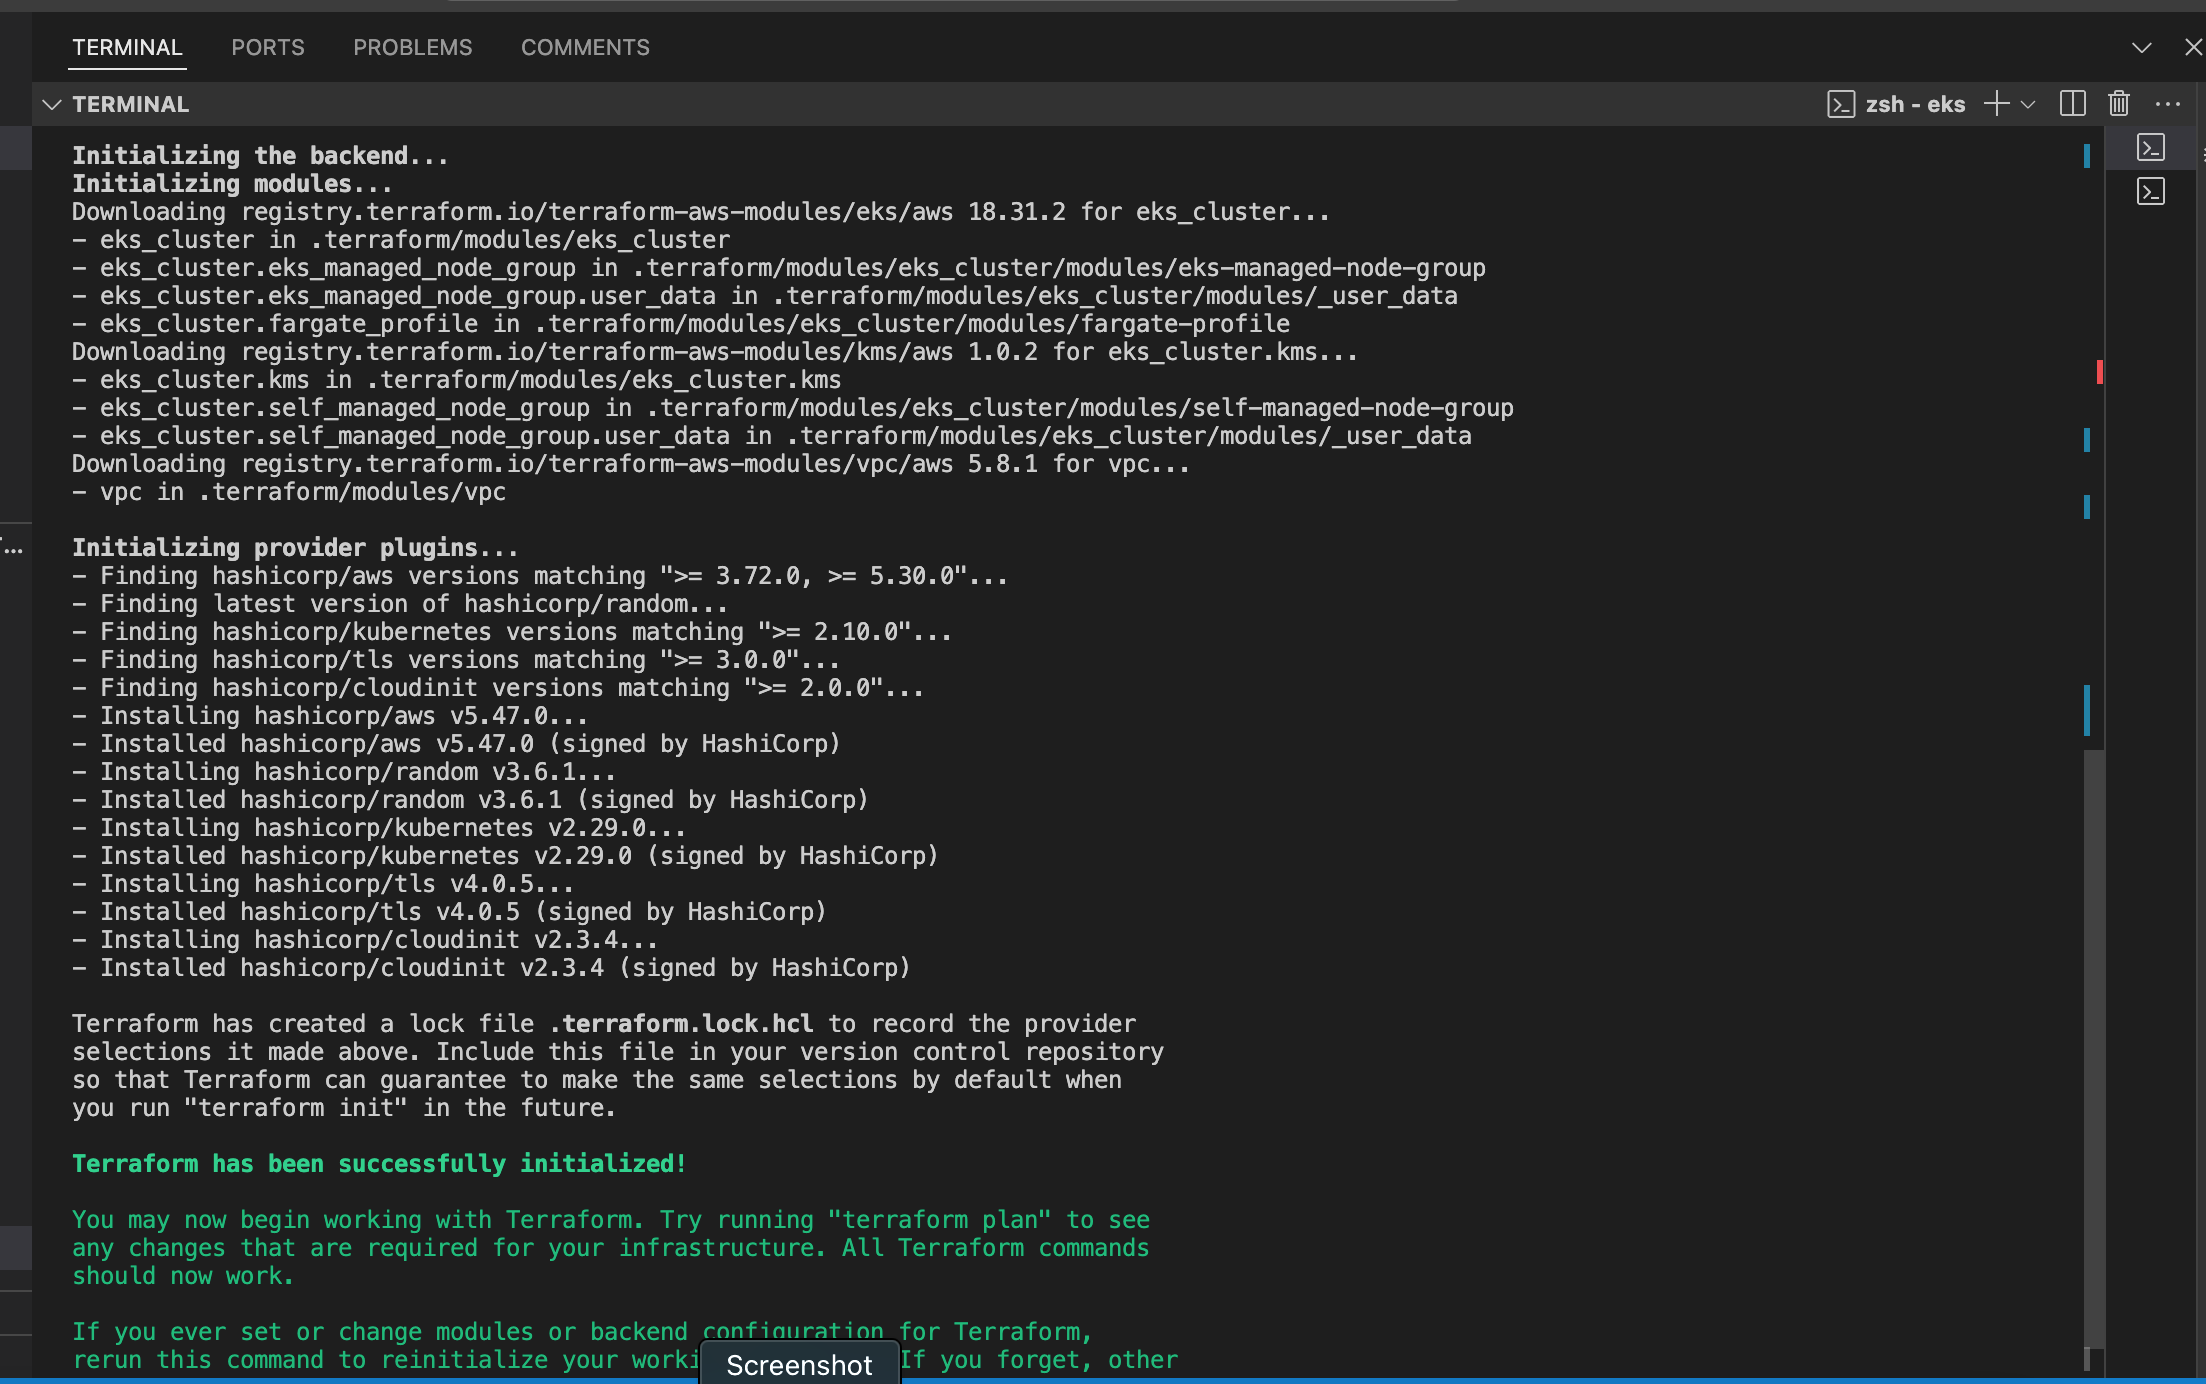 TERMINAL PORTS PROBLEMS COMMENTS
TERMINAL zsh - eks
Initializing the backend...
Initializing modules...
Downloading registry.terraform.io/terraform-aws-modules/eks/aws 18.31.2 for eks_cluster...
- eks_cluster in .terraform/modules/eks_cluster
- eks_cluster.eks_managed_node_group in .terraform/modules/eks_cluster/modules/eks-managed-node-group
- eks_cluster.eks_managed_node_group.user_data in .terraform/modules/eks_cluster/modules/_user_data
- eks_cluster.fargate_profile in .terraform/modules/eks_cluster/modules/fargate-profile
Downloading registry.terraform.io/terraform-aws-modules/kms/aws 1.0.2 for eks_cluster.kms...
- eks_cluster.kms in .terraform/modules/eks_cluster.kms
- eks_cluster.self_managed_node_group in .terraform/modules/eks_cluster/modules/self-managed-node-group
- eks_cluster.self_managed_node_group.user_data in .terraform/modules/eks_cluster/modules/_user_data
Downloading registry.terraform.io/terraform-aws-modules/vpc/aws 5.8.1 for vpc...
- vpc in .terraform/modules/vpc
Initializing provider plugins...
- Finding hashicorp/aws versions matching ">= 3.72.0, >= 5.30.0"...
- Finding latest version of hashicorp/random...
- Finding hashicorp/kubernetes versions matching ">= 2.10.0"...
- Finding hashicorp/tls versions matching ">= 3.0.0"...
- Finding hashicorp/cloudinit versions matching ">= 2.0.0"...
- Installing hashicorp/aws v5.47.0...
- Installed hashicorp/aws v5.47.0 (signed by HashiCorp)
- Installing hashicorp/random v3.6.1...
- Installed hashicorp/random v3.6.1 (signed by HashiCorp)
- Installing hashicorp/kubernetes v2.29.0...
- Installed hashicorp/kubernetes v2.29.0 (signed by HashiCorp)
- Installing hashicorp/tls v4.0.5...
- Installed hashicorp/tls v4.0.5 (signed by HashiCorp)
- Installing hashicorp/cloudinit v2.3.4...
- Installed hashicorp/cloudinit v2.3.4 (signed by HashiCorp)
Terraform has created a lock file .terraform.lock.hcl to record the provider
selections it made above. Include this file in your version control repository
so that Terraform can guarantee to make the same selections by default when
you run "terraform init" in the future.
Terraform has been successfully initialized!
You may now begin working with Terraform. Try running "terraform plan" to see
any changes that are required for your infrastructure. All Terraform commands
should now work.
If you ever set or change modules or backend configuration for Terraform,
rerun this command to reinitialize your worki If you forget, other
Screenshot